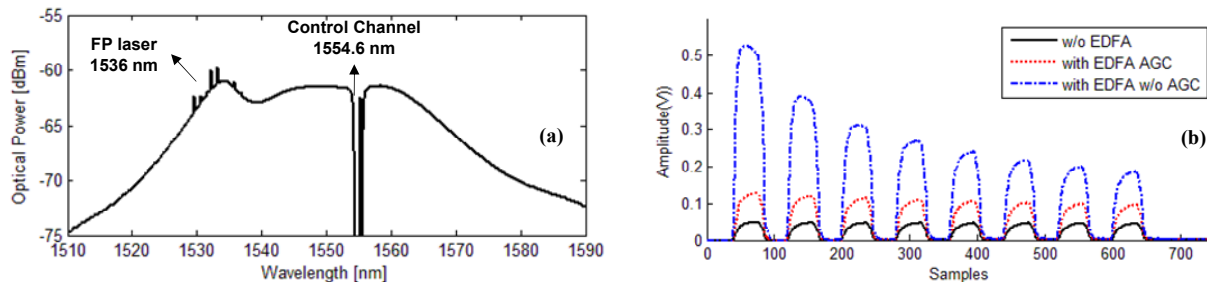 -55
-60
-65
-70
-75
Optical Power [dBm]
FP laser
1536 nm
Control Channel
1554.6 nm
(a)
1510 1520 1530 1540 1550 1560 1570 1580 1590
Wavelength [nm]
0.5
0.4
0.3
0.2
0.1
0
Amplitude(V))
w/o EDFA
with EDFA AGC
with EDFA w/o AGC
(b)
0 100 200 300 400 500 600 700
Samples